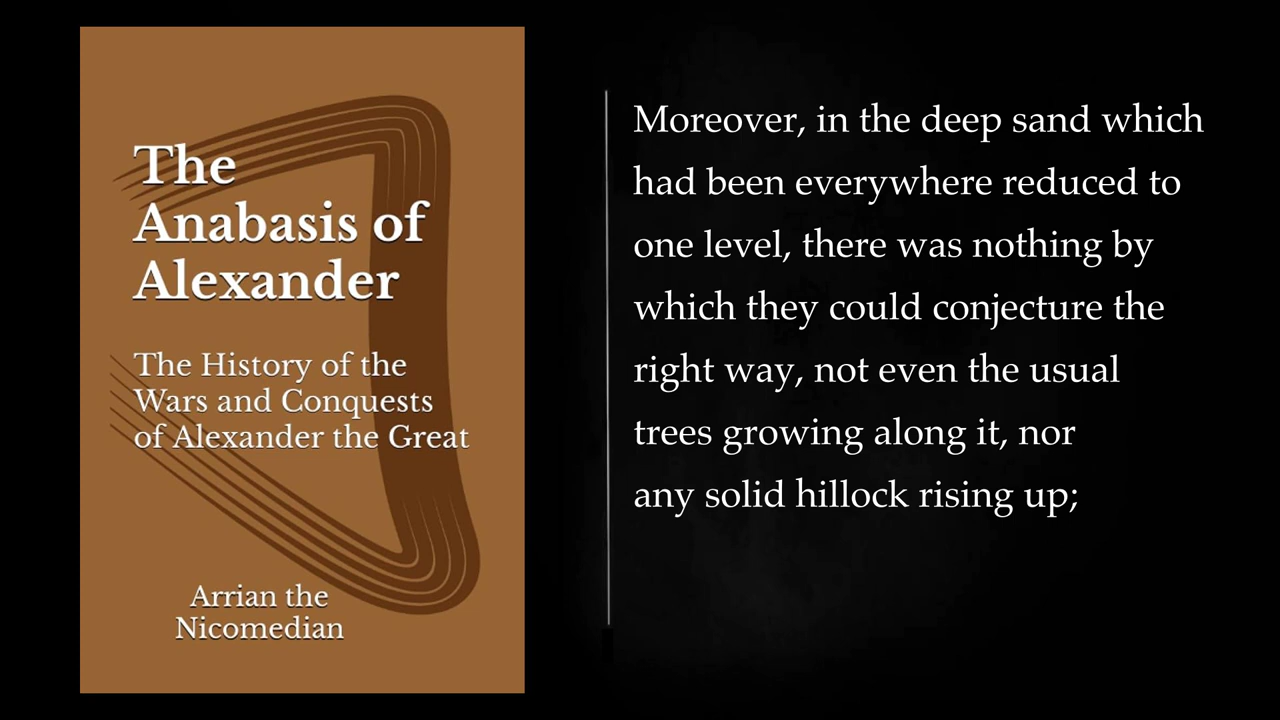 The
Anabasis of
Alexander
The History of the
Wars and Conquests
of Alexander the Great
Arrian the
Nicomedian
Moreover, in the deep sand which
had been everywhere reduced to
one level, there was nothing by
which they could conjecture the
right way, not even the usual
trees growing along it, nor
any solid hillock rising up;